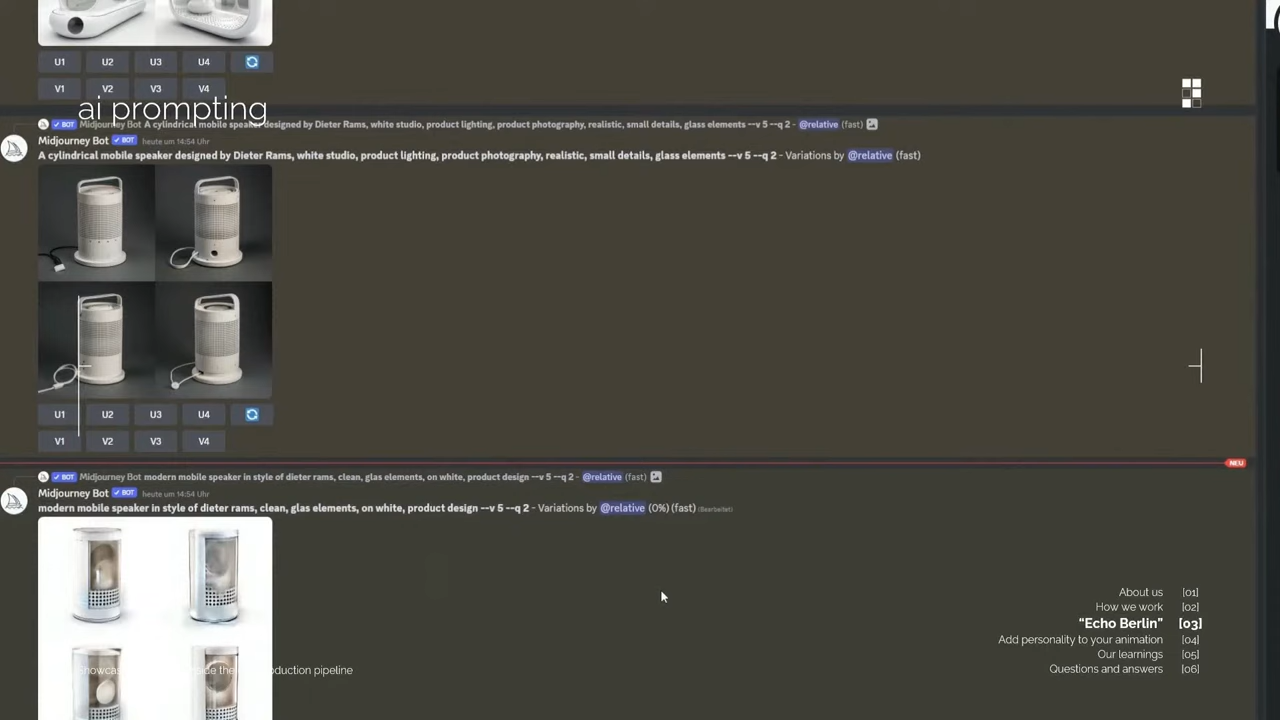 U1 U2 U3 U4
V1 V2 V3 V4
ai prompting
BOT Midjourney Bot A cylindrical mobile speaker designed by Dieter Rams, white studio, product lighting, product photography, realistic, small details, glass elements --v 5 --q 2 - @relative (fast)
Midjourney Bot BOT heute um 14:54 Uhr
A cylindrical mobile speaker designed by Dieter Rams, white studio, product lighting, product photography, realistic, small details, glass elements --v 5 --q 2 - Variations by @relative (fast)
U1 U2 U3 U4
V1 V2 V3 V4
NEU
BOT Midjourney Bot modern mobile speaker in style of dieter rams, clean, glas elements, on white, product design --v 5 --q 2 - @relative (fast)
Midjourney Bot BOT heute um 14:54 Uhr
modern mobile speaker in style of dieter rams, clean, glas elements, on white, product design --v 5 --q 2 - Variations by @relative (0%) (fast) (Bearbeitet)
About us [01]
How we work [02]
“Echo Berlin” [03]
Add personality to your animation [04]
Our learnings [05]
Questions and answers [06]
pipeline